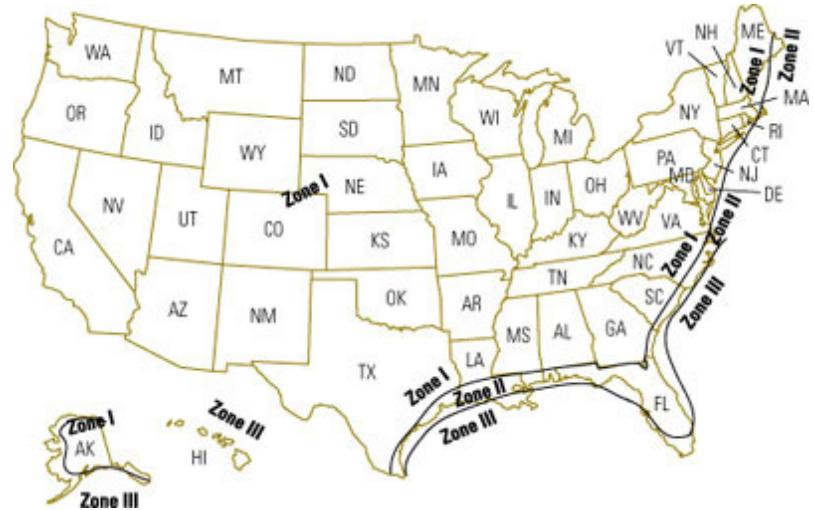 NH
ME
Zone II
VT
Zone I
WA
MT
ND
MN
MA
OR
ID
SD
WI
MI
NY
RI
WY
CT
Zone I
NE
IA
PA
NJ
MD
DE
NV
UT
CO
IL
IN
OH
WV
VA
Zone II
CA
KS
MO
KY
Zone I
AZ
NM
OK
AR
TN
NC
SC
Zone III
MS
AL
GA
TX
LA
Zone I
Zone II
FL
Zone III
Zone I
AK
Zone III
HI
Zone III